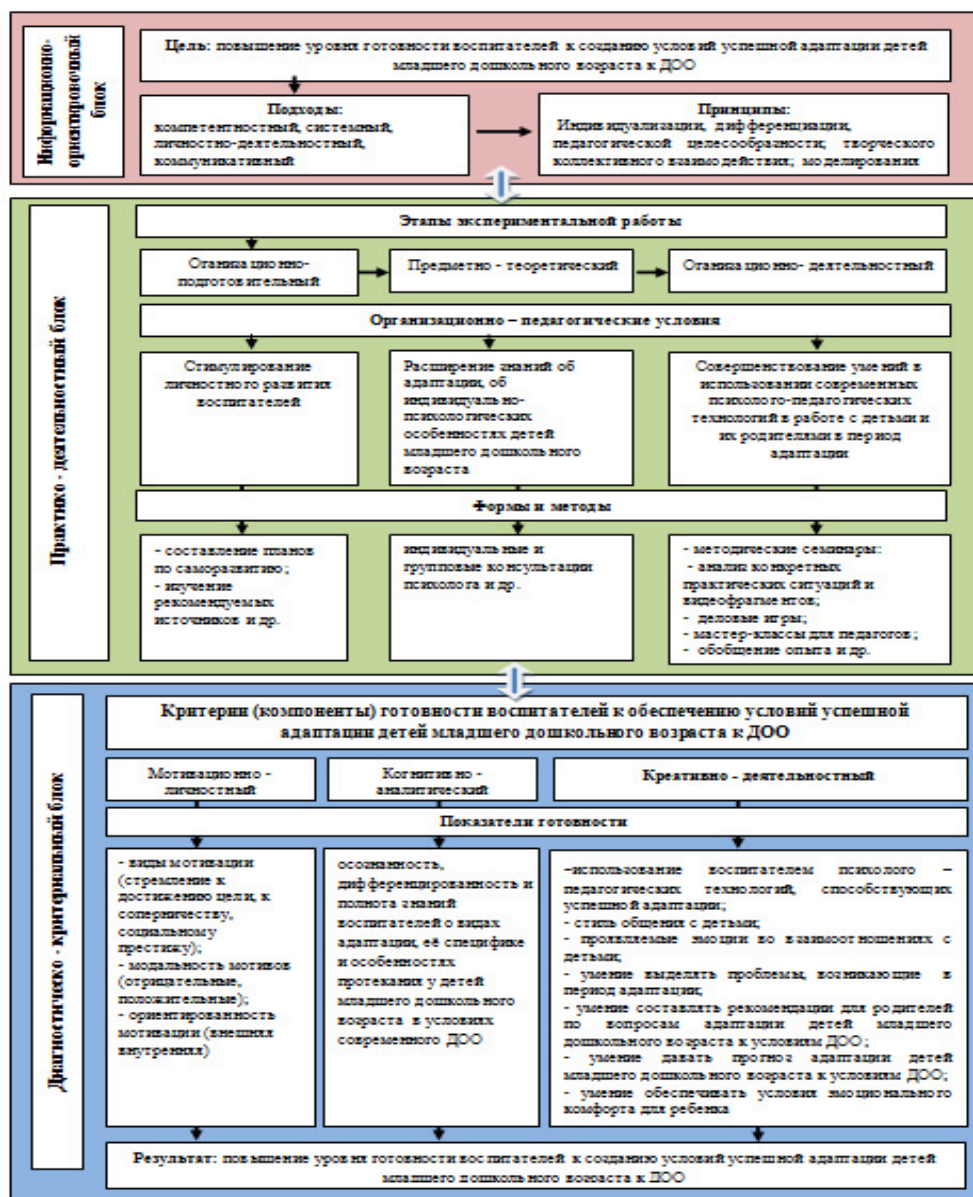 Информационно-
ориентировочный
блок
Цель: повышение уровня готовности воспитателей к созданию условий успешной адаптации детей
младшего дошкольного возраста к ДОО
Подходы:
компетентностный, системный,
личностно-деятельностный,
коммуникативный
Принципы:
Индивидуализации, дифференциации,
педагогической целесообразности; творческого
коллективного взаимодействия; моделирования
Практико - деятельностный блок
Этапы экспериментальной работы
Оганизационно-
подготовительный
Предметно - теоретический
Оганизационно- деятельностный
Организационно – педагогические условия
Стимулирование
личностного развития
воспитателей
Расширение знаний об
адаптации, об
индивидуально-
психологических
особенностях детей
младшего дошкольного
возраста
Совершенствование умений в
использовании современных
психолого-педагогических
технологий в работе с детьми и
их родителями в период
адаптации
Формы и методы
- составление планов
по саморазвитию;
- изучение
рекомендуемых
источников и др.
индивидуальные и
групповые консультации
психолога и др.
- методические семинары:
- анализ конкретных
практических ситуаций и
видеофрагментов;
- деловые игры;
- мастер-классы для педагогов;
- обобщение опыта и др.
Диагностическо - критериальный блок
Критерии (компоненты) готовности воспитателей к обеспечению условий успешной
адаптации детей младшего дошкольного возраста к ДОО
Мотивационно -
личностный
Когнитивно -
аналитический
Креативно - деятельностный
Показатели готовности
- виды мотивации
(стремление к
достижению цели, к
соперничеству,
социальному
престижу);
- модальность мотивов
(отрицательные,
положительные);
- ориентированность
мотивации (внешняя
внутренняя)
осознанность,
дифференцированность и
полнота знаний
воспитателей о видах
адаптации, её специфике
и особенностях
протекания у детей
младшего дошкольного
возраста в условиях
современного ДОО
–использование воспитателем психолого –
педагогических технологий, способствующих
успешной адаптации;
- стиль общения с детьми;
- проявляемые эмоции во взаимоотношениях с
детьми;
- умение выделять проблемы, возникающие в
период адаптации;
- умение составлять рекомендации для родителей
по вопросам адаптации детей младшего
дошкольного возраста к условиям ДОО;
- умение давать прогноз адаптации детей
младшего дошкольного возраста к условиям ДОО;
- умение обеспечивать условия эмоционального
комфорта для ребенка
Результат: повышение уровня готовности воспитателей к созданию условий успешной адаптации детей
младшего дошкольного возраста к ДОО